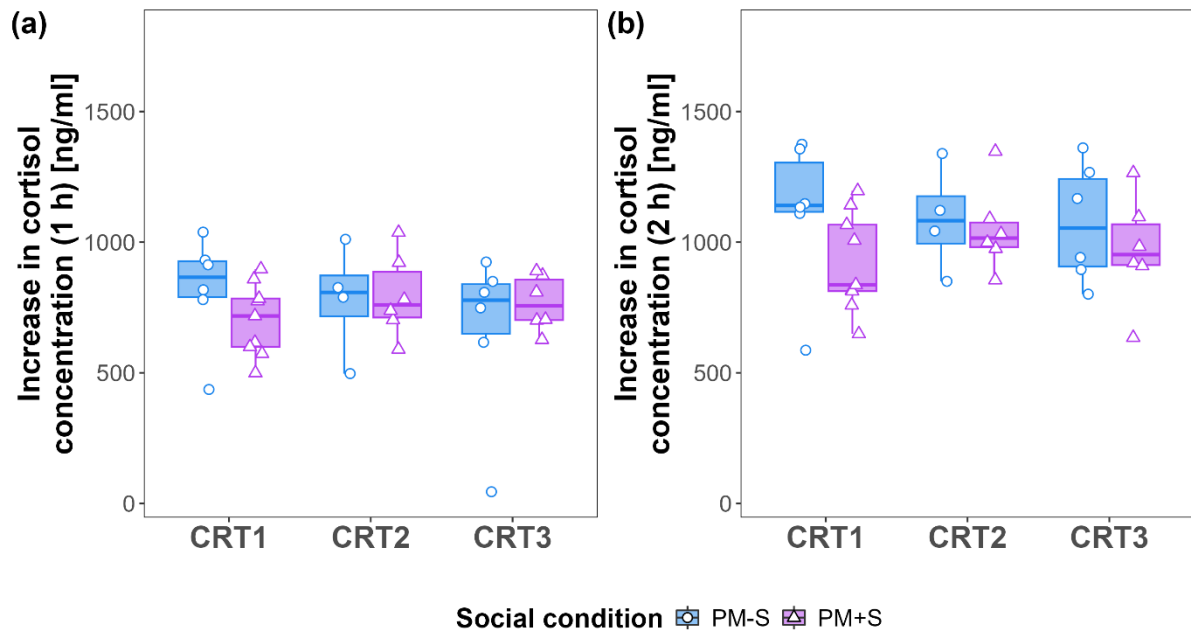 (a)
Increase in cortisol
concentration (1 h) [ng/ml]
1500
1000
500
0
CRT1 CRT2 CRT3
(b)
Increase in cortisol
concentration (2 h) [ng/ml]
1500
1000
500
0
CRT1 CRT2 CRT3
Social condition PM-S PM+S